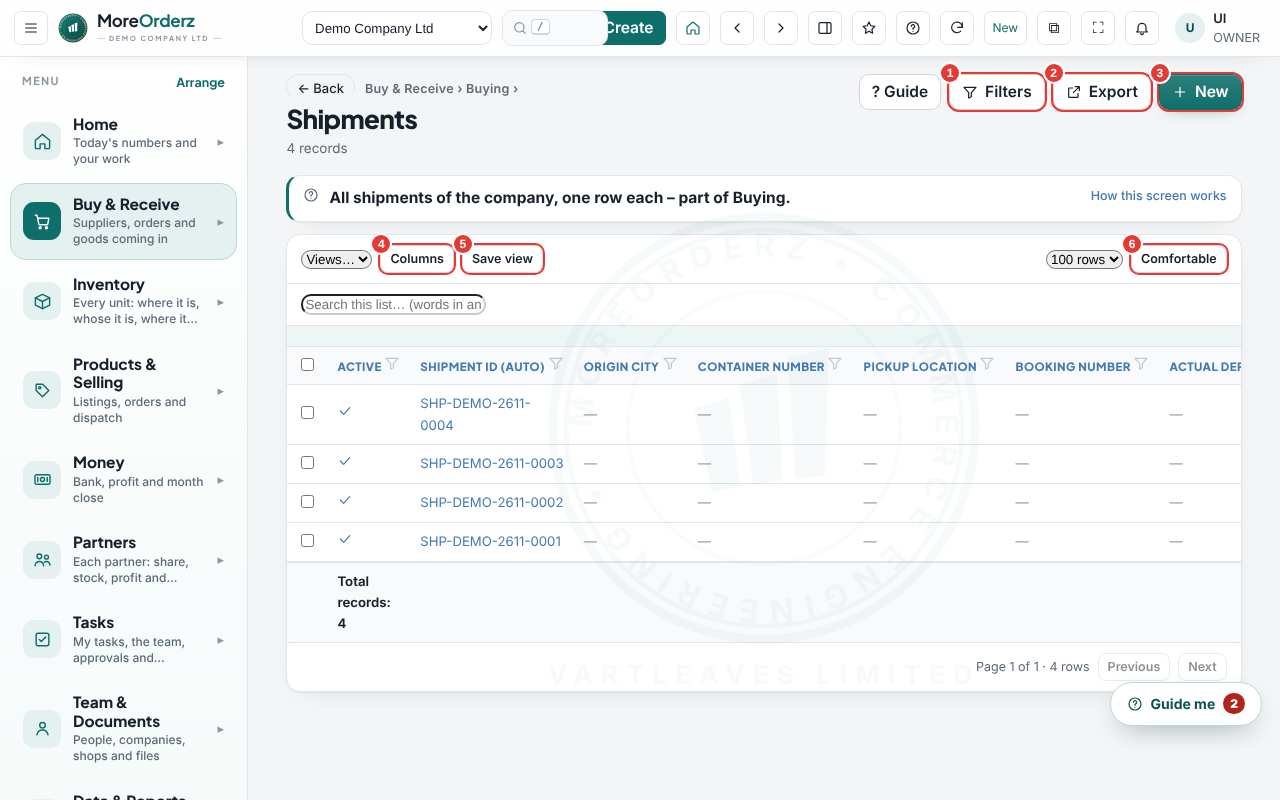 MoreOrderz
— DEMO COMPANY LTD —
Demo Company Ltd
/
Create
New
U
UI
OWNER
MENU
Arrange
Home
Today's numbers and
your work
Buy & Receive
Suppliers, orders and
goods coming in
Inventory
Every unit: where it is,
whose it is, where it…
Products &
Selling
Listings, orders and
dispatch
Money
Bank, profit and month
close
Partners
Each partner: share,
stock, profit and…
Tasks
My tasks, the team,
approvals and…
Team &
Documents
People, companies,
shops and files
Data & Reports
← Back
Buy & Receive › Buying ›
? Guide
1
Filters
2
Export
3
+ New
Shipments
4 records
All shipments of the company, one row each – part of Buying.
How this screen works
Views…
4
Columns
5
Save view
100 rows
6
Comfortable
Search this list… (words in an
ACTIVE
SHIPMENT ID (AUTO)
ORIGIN CITY
CONTAINER NUMBER
PICKUP LOCATION
BOOKING NUMBER
ACTUAL DEP
SHP-DEMO-2611-
0004
— — — — —
SHP-DEMO-2611-0003 — — — — —
SHP-DEMO-2611-0002 — — — — —
SHP-DEMO-2611-0001 — — — — —
Total
records:
4
Page 1 of 1 · 4 rows
Previous
Next
MOREORDERZ • COMMERCE ENGINEERING •
VARTLEAVES LIMITED
Guide me
2